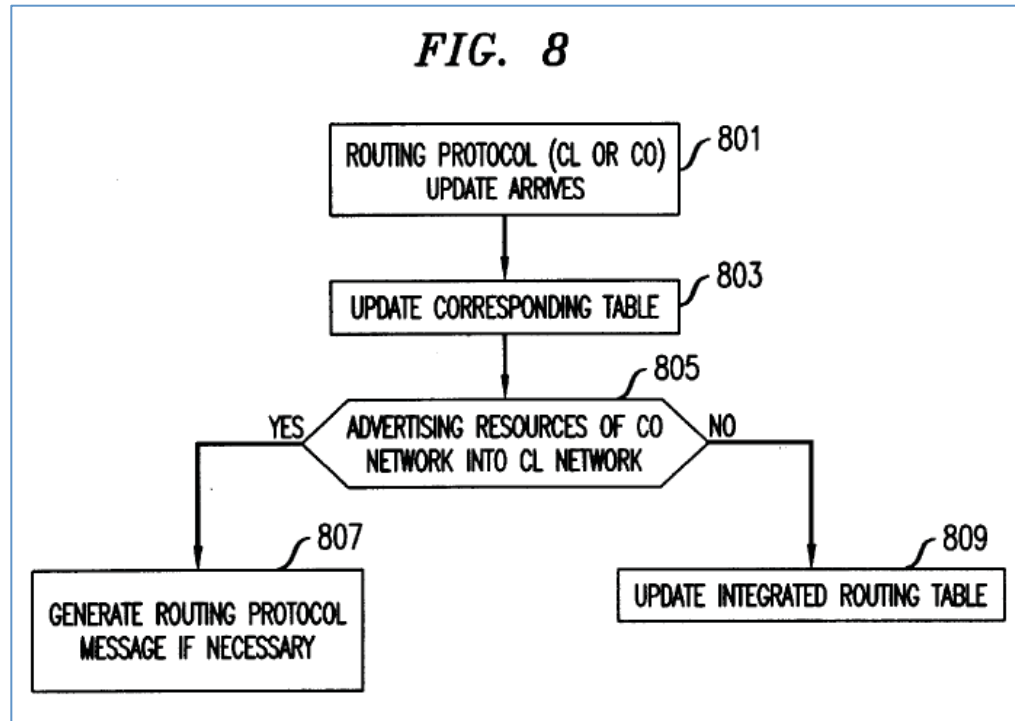 FIG. 8
ROUTING PROTOCOL (CL OR CO)
UPDATE ARRIVES
801
UPDATE CORRESPONDING TABLE
803
ADVERTISING RESOURCES OF CO
NETWORK INTO CL NETWORK
805
YES
NO
GENERATE ROUTING PROTOCOL
MESSAGE IF NECESSARY
807
UPDATE INTEGRATED ROUTING TABLE
809